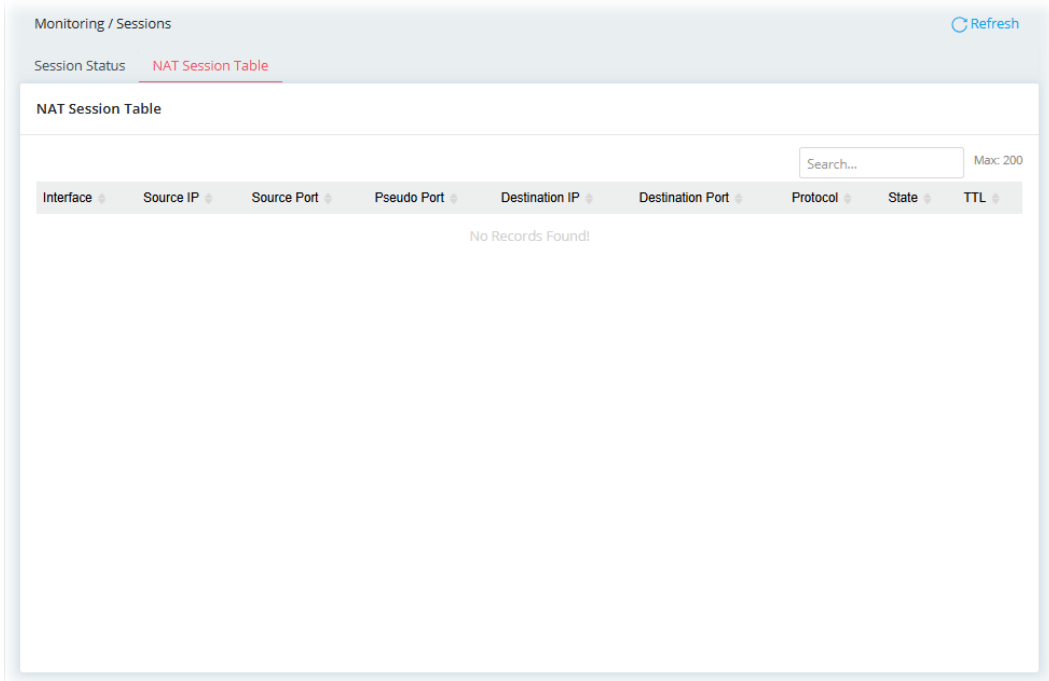 Monitoring / Sessions Refresh
Session Status NAT Session Table
NAT Session Table
Search... Max: 200
Interface Source IP Source Port Pseudo Port Destination IP Destination Port Protocol State TTL
No Records Found!